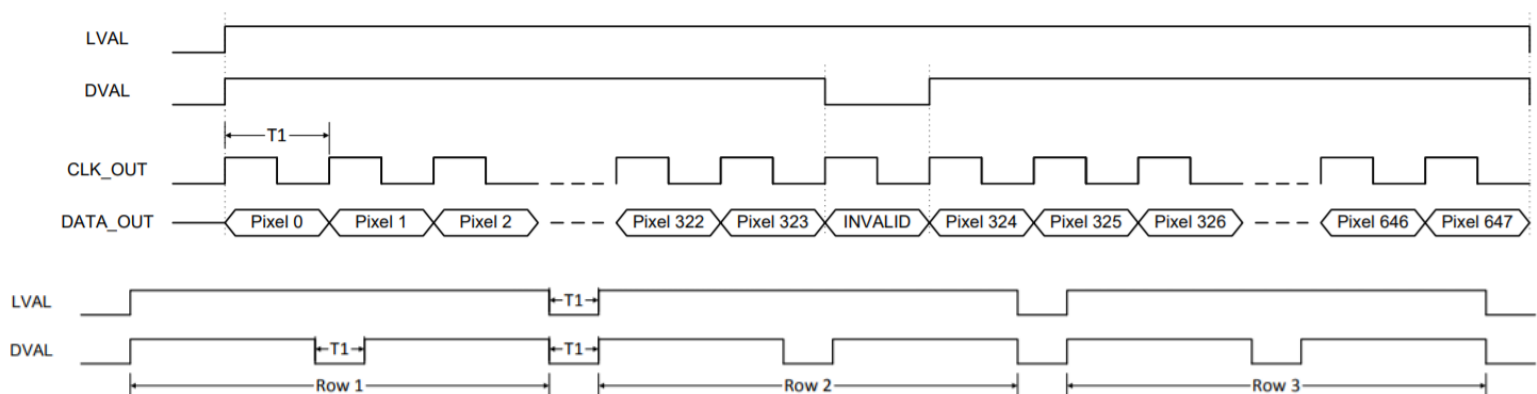 LVAL
DVAL
T1
CLK_OUT
DATA_OUT Pixel 0 Pixel 1 Pixel 2 Pixel 322 Pixel 323 INVALID Pixel 324 Pixel 325 Pixel 326 Pixel 646 Pixel 647
LVAL T1
DVAL T1 T1
Row 1 Row 2 Row 3